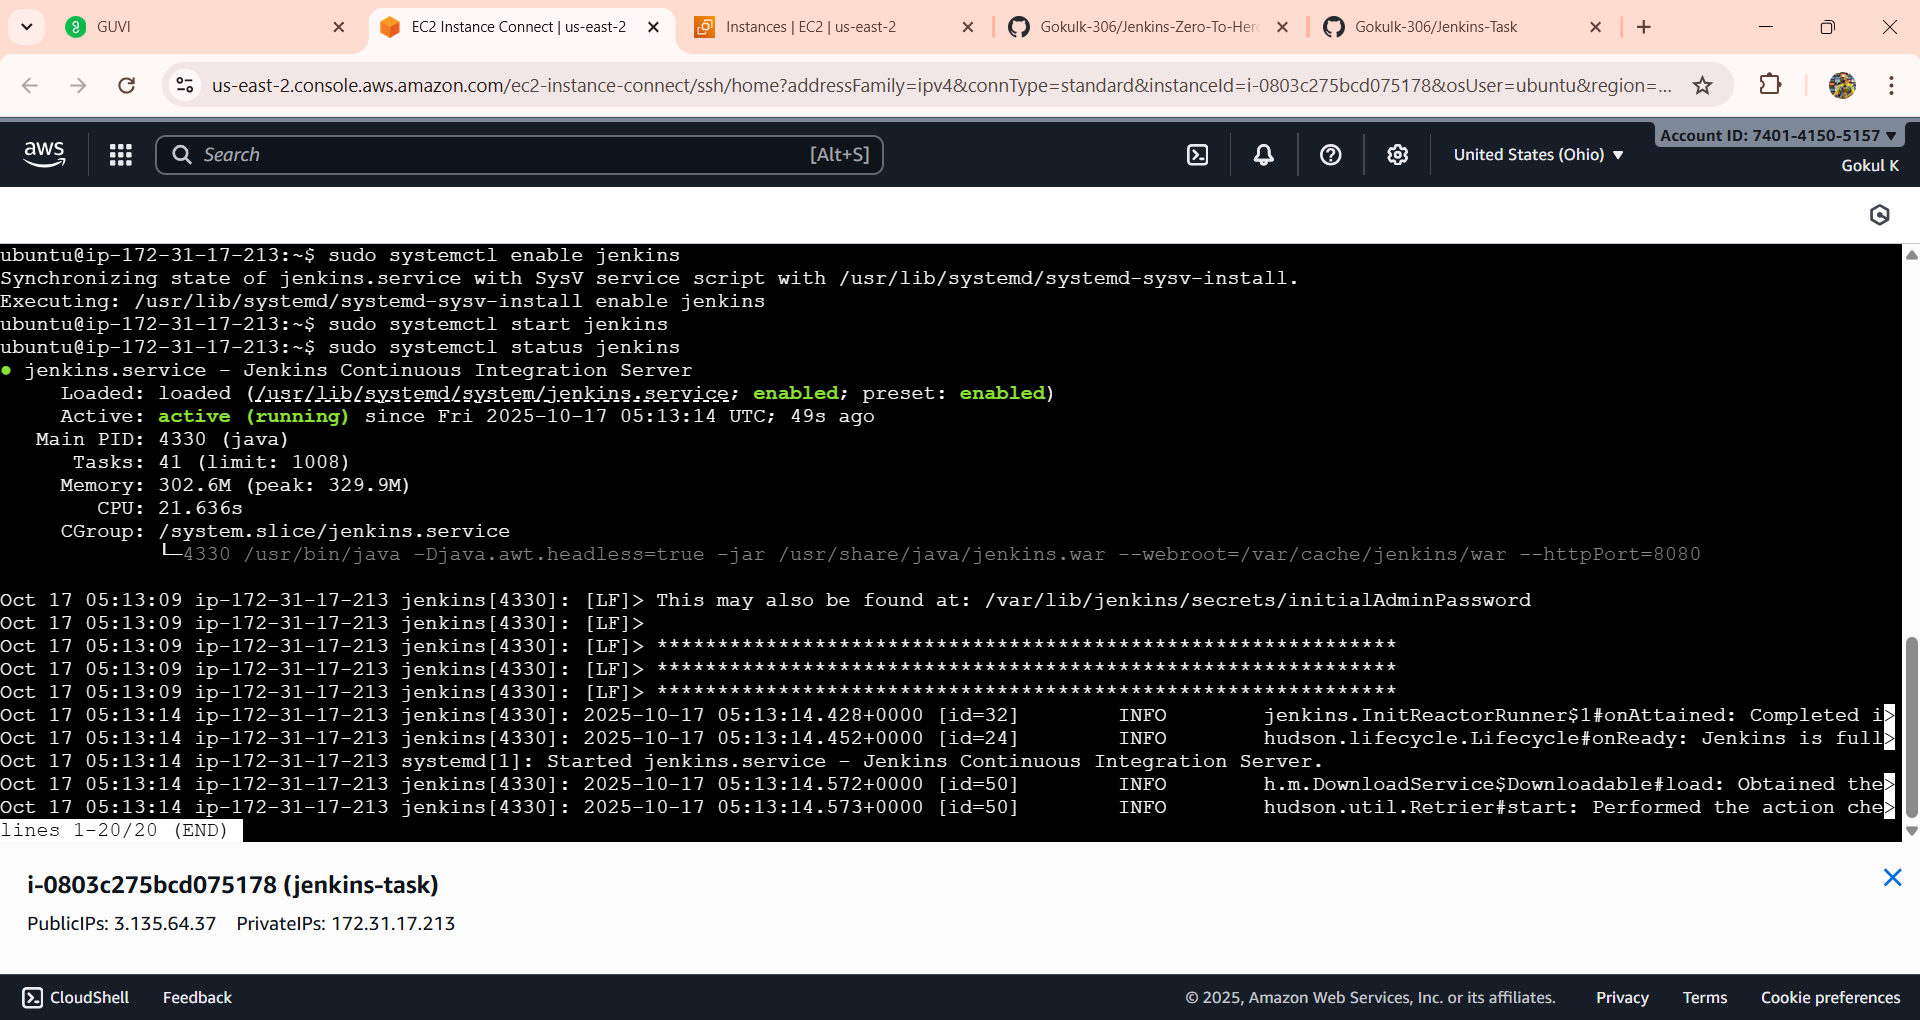 GUVI
EC2 Instance Connect | us-east-2
Instances | EC2 | us-east-2
Gokulk-306/Jenkins-Zero-To-Her
Gokulk-306/Jenkins-Task
us-east-2.console.aws.amazon.com/ec2-instance-connect/ssh/home?addressFamily=ipv4&connType=standard&instanceId=i-0803c275bcd075178&osUser=ubuntu&region=...
aws
Search
[Alt+S]
United States (Ohio)
Account ID: 7401-4150-5157
Gokul K
ubuntu@ip-172-31-17-213:~$ sudo systemctl enable jenkins
Synchronizing state of jenkins.service with SysV service script with /usr/lib/systemd/systemd-sysv-install.
Executing: /usr/lib/systemd/systemd-sysv-install enable jenkins
ubuntu@ip-172-31-17-213:~$ sudo systemctl start jenkins
ubuntu@ip-172-31-17-213:~$ sudo systemctl status jenkins
● jenkins.service - Jenkins Continuous Integration Server
Loaded: loaded (/usr/lib/systemd/system/jenkins.service; enabled; preset: enabled)
Active: active (running) since Fri 2025-10-17 05:13:14 UTC; 49s ago
Main PID: 4330 (java)
Tasks: 41 (limit: 1008)
Memory: 302.6M (peak: 329.9M)
CPU: 21.636s
CGroup: /system.slice/jenkins.service
└─4330 /usr/bin/java -Djava.awt.headless=true -jar /usr/share/java/jenkins.war --webroot=/var/cache/jenkins/war --httpPort=8080
Oct 17 05:13:09 ip-172-31-17-213 jenkins[4330]: [LF]> This may also be found at: /var/lib/jenkins/secrets/initialAdminPassword
Oct 17 05:13:09 ip-172-31-17-213 jenkins[4330]: [LF]>
Oct 17 05:13:09 ip-172-31-17-213 jenkins[4330]: [LF]> *************************************************************
Oct 17 05:13:09 ip-172-31-17-213 jenkins[4330]: [LF]> *************************************************************
Oct 17 05:13:09 ip-172-31-17-213 jenkins[4330]: [LF]> *************************************************************
Oct 17 05:13:14 ip-172-31-17-213 jenkins[4330]: 2025-10-17 05:13:14.428+0000 [id=32] INFO jenkins.InitReactorRunner$1#onAttained: Completed i>
Oct 17 05:13:14 ip-172-31-17-213 jenkins[4330]: 2025-10-17 05:13:14.452+0000 [id=24] INFO hudson.lifecycle.Lifecycle#onReady: Jenkins is full>
Oct 17 05:13:14 ip-172-31-17-213 systemd[1]: Started jenkins.service - Jenkins Continuous Integration Server.
Oct 17 05:13:14 ip-172-31-17-213 jenkins[4330]: 2025-10-17 05:13:14.572+0000 [id=50] INFO h.m.DownloadService$Downloadable#load: Obtained the>
Oct 17 05:13:14 ip-172-31-17-213 jenkins[4330]: 2025-10-17 05:13:14.573+0000 [id=50] INFO hudson.util.Retrier#start: Performed the action che>
lines 1-20/20 (END)
i-0803c275bcd075178 (jenkins-task)
PublicIPs: 3.135.64.37 PrivateIPs: 172.31.17.213
CloudShell
Feedback
© 2025, Amazon Web Services, Inc. or its affiliates.
Privacy
Terms
Cookie preferences